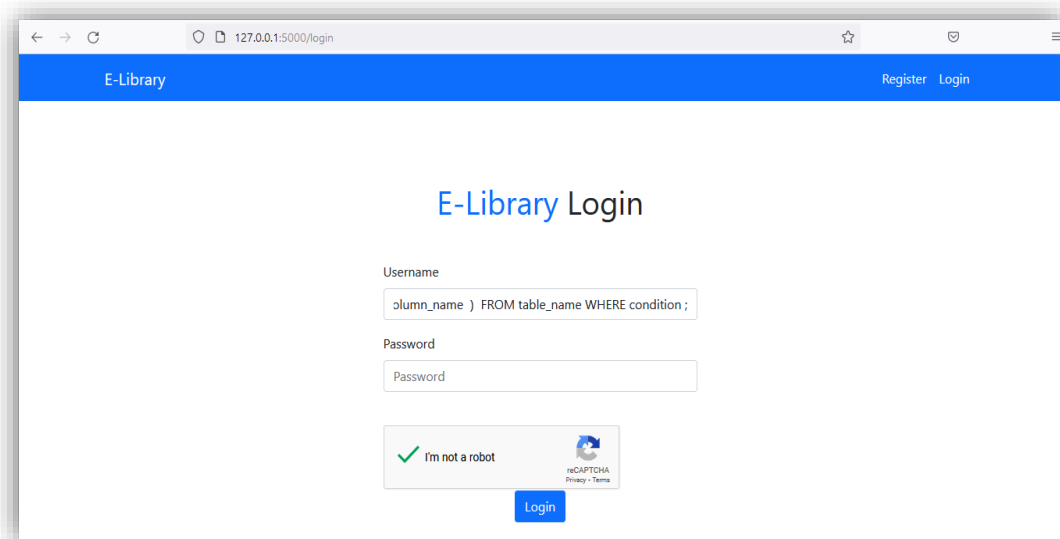 127.0.0.1:5000/login
E-Library
Register Login
E-Library Login
Username
olumn_name ) FROM table_name WHERE condition ;
Password
Password
I'm not a robot
reCAPTCHA
Privacy - Terms
Login